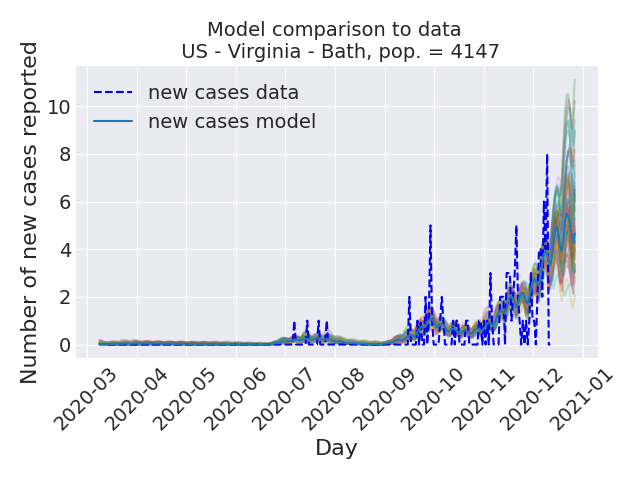 Model comparison to data
US - Virginia - Bath, pop. = 4147
new cases data
new cases model
Number of new cases reported
10
8
6
4
2
0
2020-03
2020-04
2020-05
2020-06
2020-07
2020-08
2020-09
2020-10
2020-11
2020-12
2021-01
Day